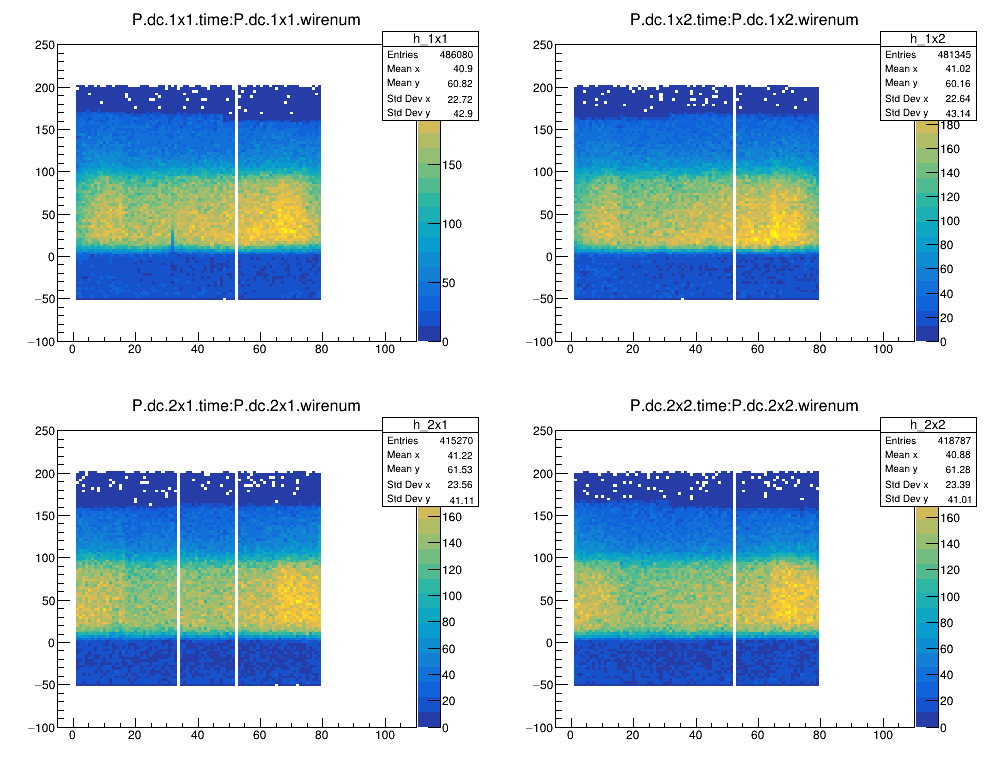 P.dc.1x1.time:P.dc.1x1.wirenum
h_1x1
Entries 486080
Mean x 40.9
Mean y 60.82
Std Dev x 22.72
Std Dev y 42.9
250
200
150
100
50
0
−50
−100
0 20 40 60 80 100
150
100
50
0
P.dc.1x2.time:P.dc.1x2.wirenum
h_1x2
Entries 481345
Mean x 41.02
Mean y 60.16
Std Dev x 22.64
Std Dev y 43.14
250
200
150
100
50
0
−50
−100
0 20 40 60 80 100
180
160
140
120
100
80
60
40
20
0
P.dc.2x1.time:P.dc.2x1.wirenum
h_2x1
Entries 415270
Mean x 41.22
Mean y 61.53
Std Dev x 23.56
Std Dev y 41.11
250
200
150
100
50
0
−50
−100
0 20 40 60 80 100
160
140
120
100
80
60
40
20
0
P.dc.2x2.time:P.dc.2x2.wirenum
h_2x2
Entries 418787
Mean x 40.88
Mean y 61.28
Std Dev x 23.39
Std Dev y 41.01
250
200
150
100
50
0
−50
−100
0 20 40 60 80 100
160
140
120
100
80
60
40
20
0